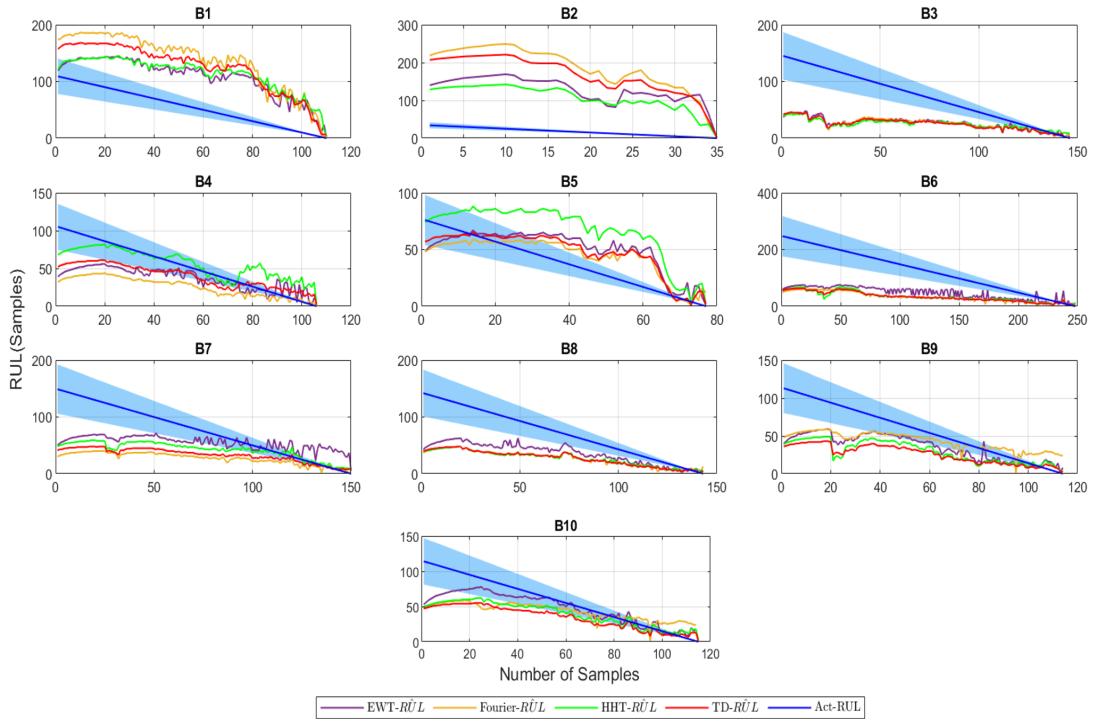 B1
B2
B3
200
100
0
0 20 40 60 80 100 120
300
200
100
0
0 5 10 15 20 25 30 35
200
100
0
0 50 100 150
B4
B5
B6
150
100
50
0
0 20 40 60 80 100 120
100
50
0
0 20 40 60 80
400
200
0
0 50 100 150 200 250
RUL(Samples)
B7
B8
B9
200
100
0
0 50 100 150
200
100
0
0 50 100 150
150
100
50
0
0 20 40 60 80 100 120
B10
150
100
50
0
0 20 40 60 80 100 120
Number of Samples
EWT-RÛL Fourier-RÛL HHT-RÛL TD-RÛL Act-RUL